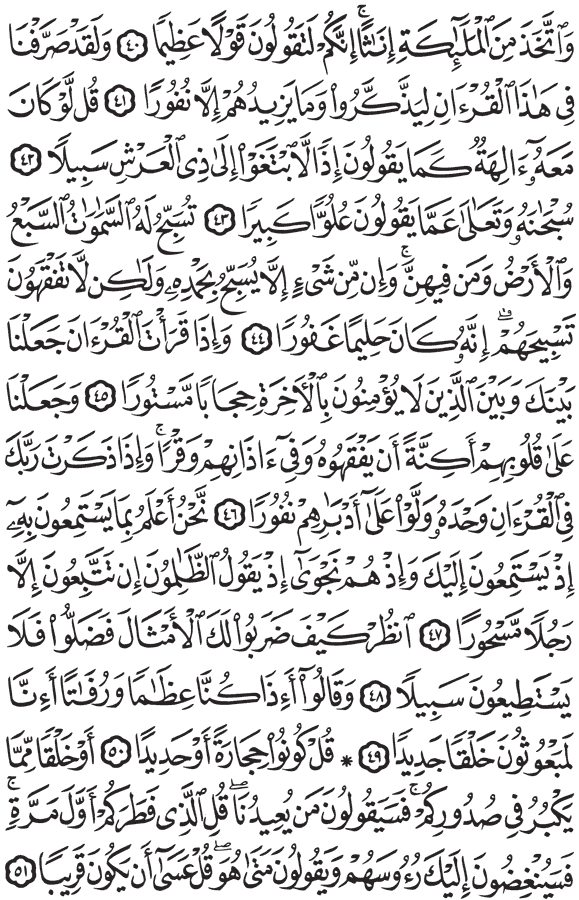 وَٱتَّخَذَ مِنَ ٱلْمَلَٰٓئِكَةِ إِنَٰثًا ۚ إِنَّكُمْ لَتَقُولُونَ قَوْلًا عَظِيمًا ٤٠ وَلَقَدْ صَرَّفْنَا
فِى هَٰذَا ٱلْقُرْءَانِ لِيَذَّكَّرُوا۟ وَمَا يَزِيدُهُمْ إِلَّا نُفُورًا ٤١ قُل لَّوْ كَانَ
مَعَهُۥٓ ءَالِهَةٌ كَمَا يَقُولُونَ إِذًا لَّٱبْتَغَوْا۟ إِلَىٰ ذِى ٱلْعَرْشِ سَبِيلًا ٤٢
سُبْحَٰنَهُۥ وَتَعَٰلَىٰ عَمَّا يَقُولُونَ عُلُوًّا كَبِيرًا ٤٣ تُسَبِّحُ لَهُ ٱلسَّمَٰوَٰتُ ٱلسَّبْعُ
وَٱلْأَرْضُ وَمَن فِيهِنَّ ۚ وَإِن مِّن شَىْءٍ إِلَّا يُسَبِّحُ بِحَمْدِهِۦ وَلَٰكِن لَّا تَفْقَهُونَ
تَسْبِيحَهُمْ ۗ إِنَّهُۥ كَانَ حَلِيمًا غَفُورًا ٤٤ وَإِذَا قَرَأْتَ ٱلْقُرْءَانَ جَعَلْنَا
بَيْنَكَ وَبَيْنَ ٱلَّذِينَ لَا يُؤْمِنُونَ بِٱلْءَاخِرَةِ حِجَابًا مَّسْتُورًا ٤٥ وَجَعَلْنَا
عَلَىٰ قُلُوبِهِمْ أَكِنَّةً أَن يَفْقَهُوهُ وَفِىٓ ءَاذَانِهِمْ وَقْرًا ۚ وَإِذَا ذَكَرْتَ رَبَّكَ
فِى ٱلْقُرْءَانِ وَحْدَهُۥ وَلَّوْا۟ عَلَىٰٓ أَدْبَٰرِهِمْ نُفُورًا ٤٦ نَّحْنُ أَعْلَمُ بِمَا يَسْتَمِعُونَ بِهِۦٓ
إِذْ يَسْتَمِعُونَ إِلَيْكَ وَإِذْ هُمْ نَجْوَىٰٓ إِذْ يَقُولُ ٱلظَّٰلِمُونَ إِن تَتَّبِعُونَ إِلَّا
رَجُلًا مَّسْحُورًا ٤٧ ٱنظُرْ كَيْفَ ضَرَبُوا۟ لَكَ ٱلْأَمْثَالَ فَضَلُّوا۟ فَلَا
يَسْتَطِيعُونَ سَبِيلًا ٤٨ وَقَالُوٓا۟ أَءِذَا كُنَّا عِظَٰمًا وَرُفَٰتًا أَءِنَّا
لَمَبْعُوثُونَ خَلْقًا جَدِيدًا ٤٩ * قُلْ كُونُوا۟ حِجَارَةً أَوْ حَدِيدًا ٥٠ أَوْ خَلْقًا مِّمَّا
يَكْبُرُ فِى صُدُورِكُمْ ۚ فَسَيَقُولُونَ مَن يُعِيدُنَا ۖ قُلِ ٱلَّذِى فَطَرَكُمْ أَوَّلَ مَرَّةٍ ۚ
فَسَيُنْغِضُونَ إِلَيْكَ رُءُوسَهُمْ وَيَقُولُونَ مَتَىٰ هُوَ ۖ قُلْ عَسَىٰٓ أَن يَكُونَ قَرِيبًا ٥١